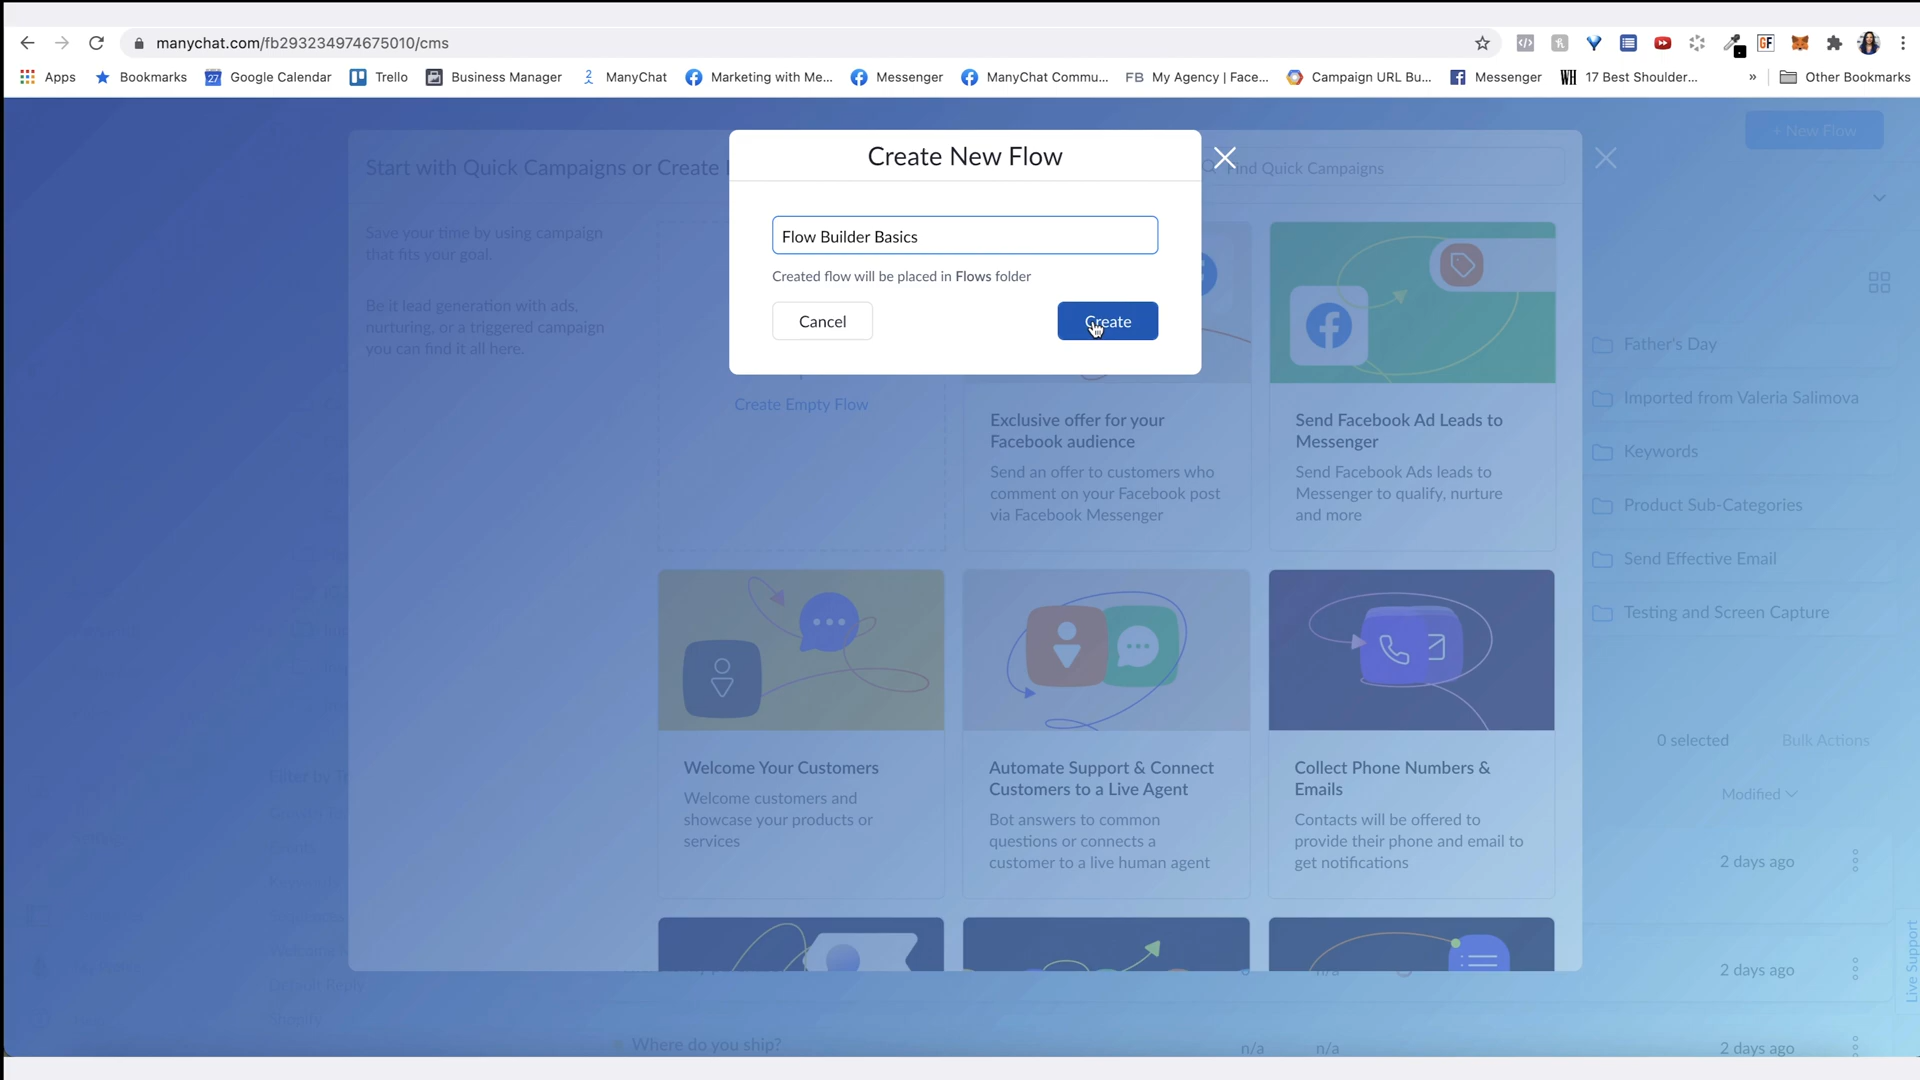 manychat.com/fb293234974675010/cms
Apps
Bookmarks
27
Google Calendar
Trello
Business Manager
ManyChat
Marketing with Me...
Messenger
ManyChat Commu...
FB
My Agency | Face...
Campaign URL Bu...
Messenger
WH
17 Best Shoulder...
»
Other Bookmarks
GF
+ New Flow
Create New Flow
Start with Quick Campaigns or Create
Find Quick Campaigns
Save your time by using campaign
that fits your goal.
Be it lead generation with ads,
nurturing, or a triggered campaign
you can find it all here.
Flow Builder Basics
Created flow will be placed in Flows folder
Cancel
Create
Create Empty Flow
Exclusive offer for your
Facebook audience
Send an offer to customers who
comment on your Facebook post
via Facebook Messenger
Send Facebook Ad Leads to
Messenger
Send Facebook Ads leads to
Messenger to qualify, nurture
and more
Father's Day
Imported from Valeria Salimova
Keywords
Product Sub-Categories
Send Effective Email
Testing and Screen Capture
Welcome Your Customers
Welcome customers and
showcase your products or
services
Automate Support & Connect
Customers to a Live Agent
Bot answers to common
questions or connects a
customer to a live human agent
Collect Phone Numbers &
Emails
Contacts will be offered to
provide their phone and email to
get notifications
0 selected
Bulk Actions
Modified
2 days ago
2 days ago
Live Support
Default Reply
Shopify
n/a
Where do you ship?
n/a
n/a
2 days ago